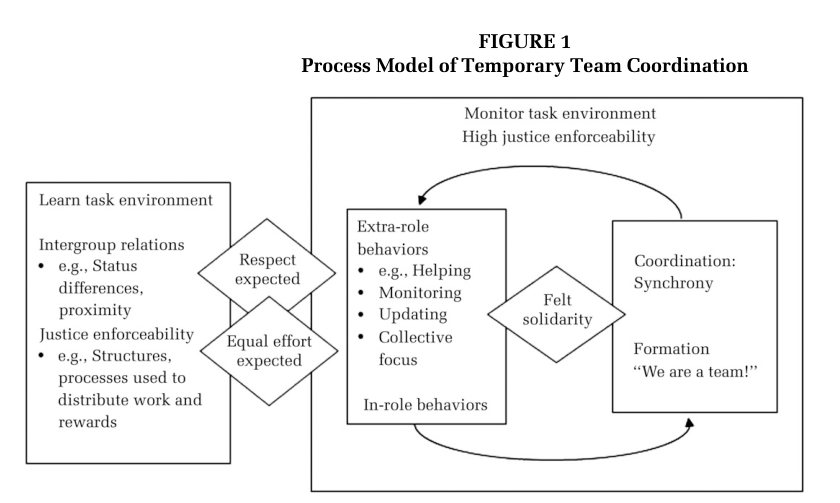 FIGURE 1
Process Model of Temporary Team Coordination
Monitor task environment
High justice enforceability
Learn task environment
Intergroup relations
• e.g., Status
differences,
proximity
Justice enforceability
• e.g., Structures,
processes used to
distribute work and
rewards
Respect
expected
Equal effort
expected
Extra-role
behaviors
• e.g., Helping
• Monitoring
• Updating
• Collective
focus
In-role behaviors
Felt
solidarity
Coordination:
Synchrony
Formation
“We are a team!”